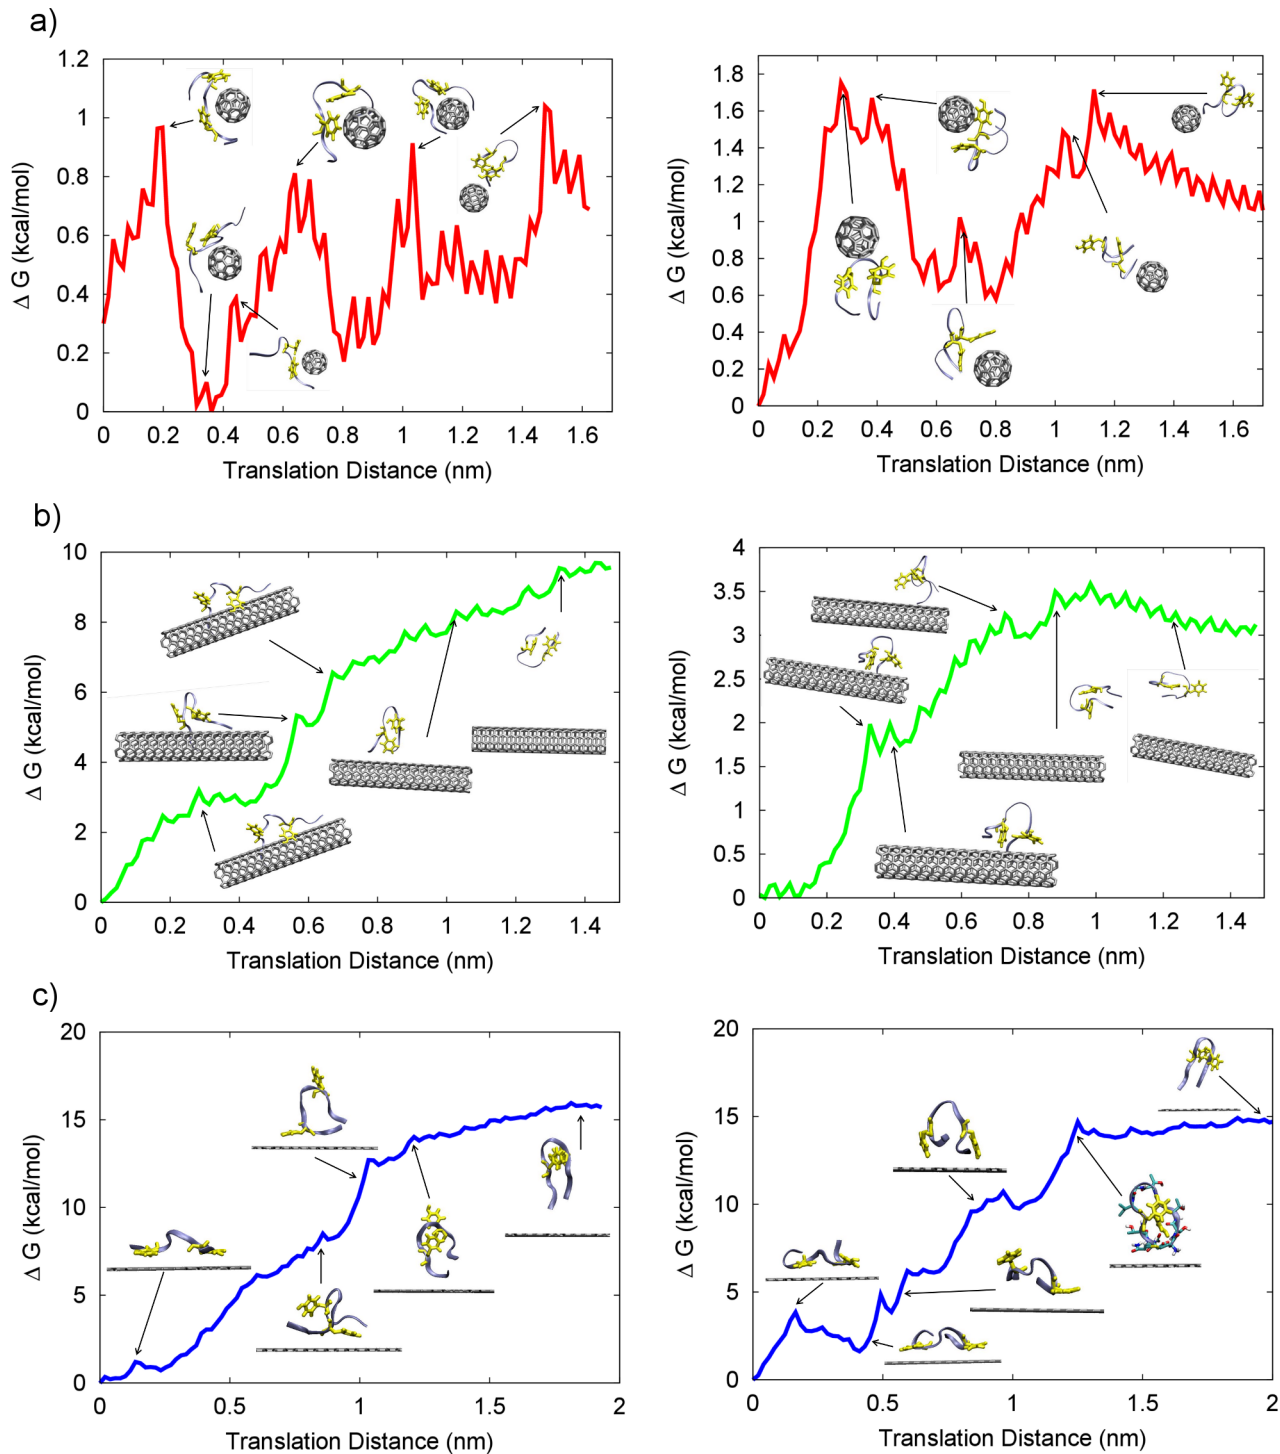 a)
1.2
1
0.8
0.6
0.4
0.2
0
Δ G (kcal/mol)
0 0.2 0.4 0.6 0.8 1 1.2 1.4 1.6
Translation Distance (nm)
1.8
1.6
1.4
1.2
1
0.8
0.6
0.4
0.2
0
Δ G (kcal/mol)
0 0.2 0.4 0.6 0.8 1 1.2 1.4 1.6
Translation Distance (nm)
b)
10
8
6
4
2
0
Δ G (kcal/mol)
0 0.2 0.4 0.6 0.8 1 1.2 1.4
Translation Distance (nm)
4
3.5
3
2.5
2
1.5
1
0.5
0
Δ G (kcal/mol)
0 0.2 0.4 0.6 0.8 1 1.2 1.4
Translation Distance (nm)
c)
20
15
10
5
0
Δ G (kcal/mol)
0 0.5 1 1.5 2
Translation Distance (nm)
20
15
10
5
0
Δ G (kcal/mol)
0 0.5 1 1.5 2
Translation Distance (nm)